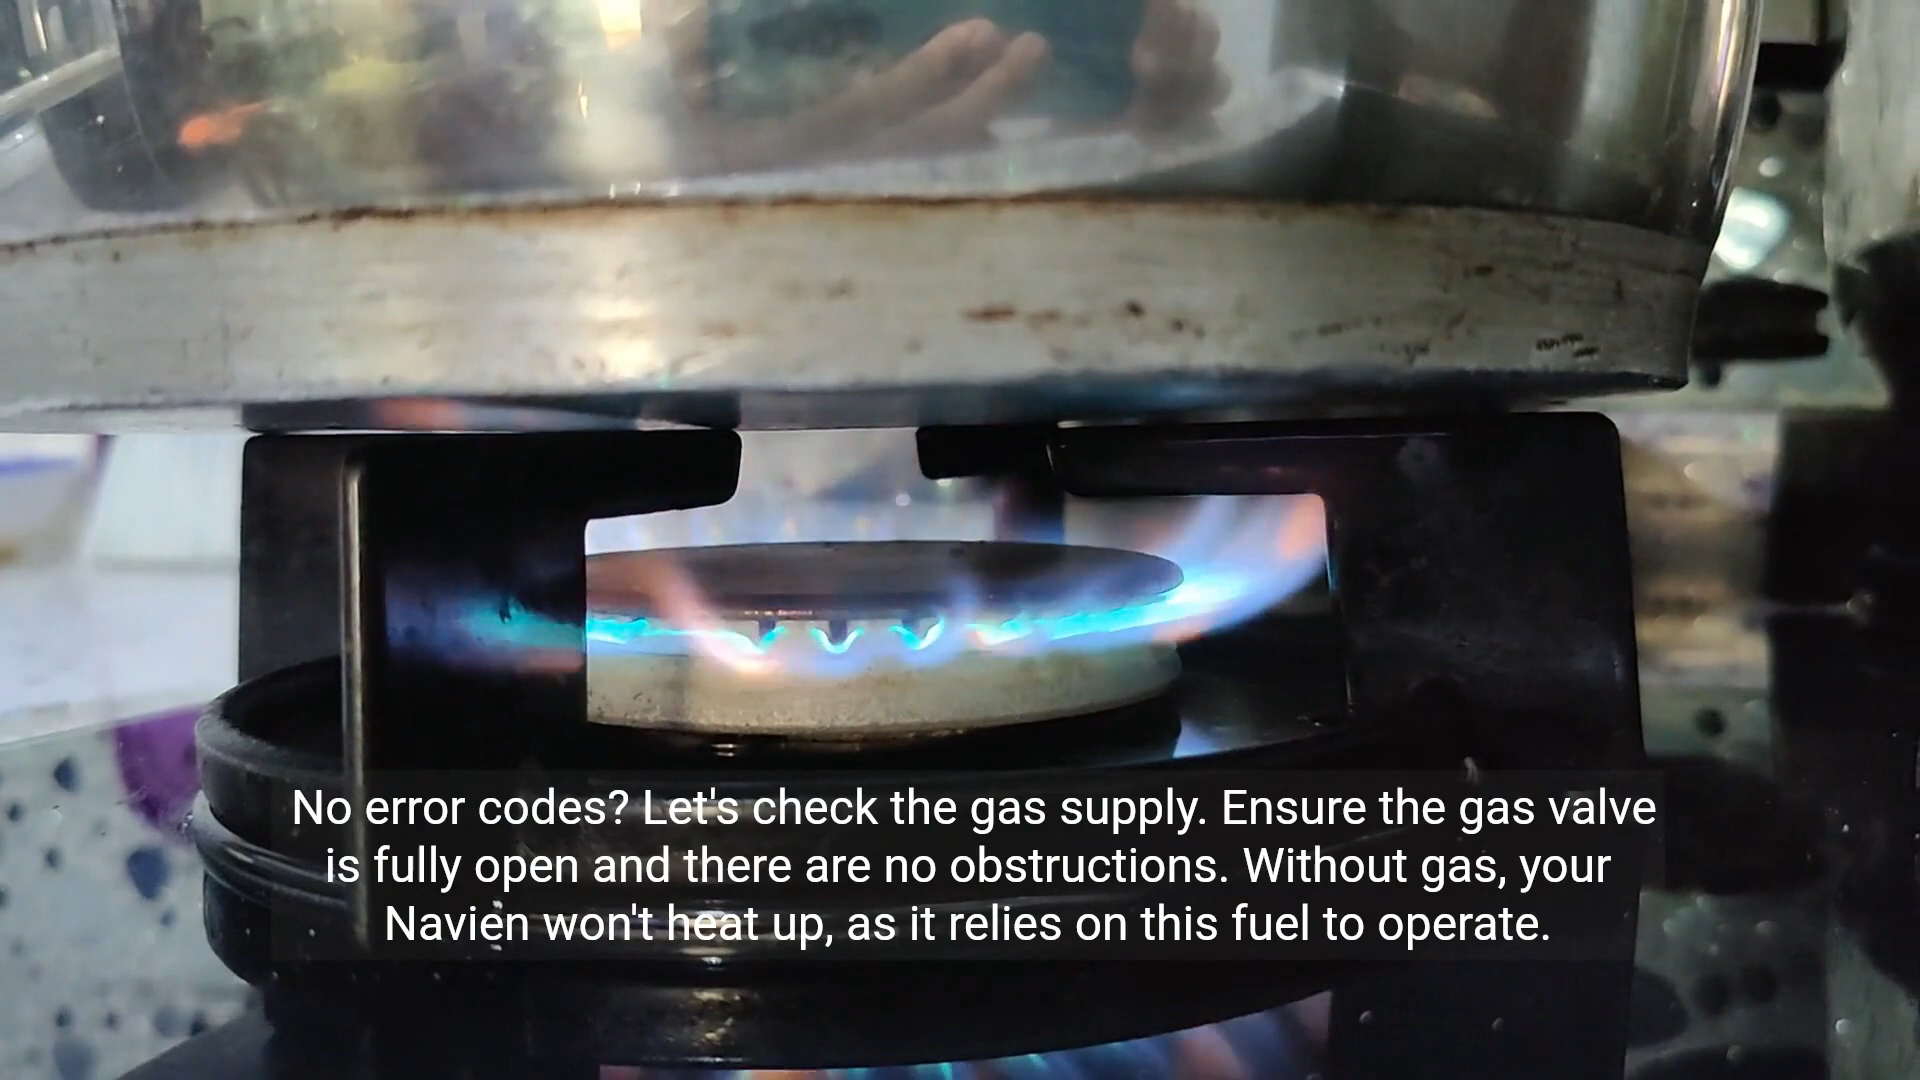 No error codes? Let's check the gas supply. Ensure the gas valve
is fully open and there are no obstructions. Without gas, your
Navien won't heat up, as it relies on this fuel to operate.